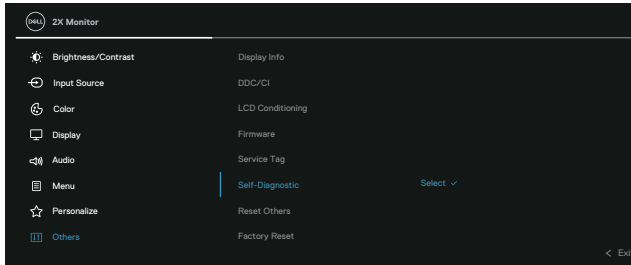 DELL 2X Monitor
Brightness/Contrast Display Info
Input Source DDC/CI
Color LCD Conditioning
Display Firmware
Audio Service Tag
Menu Self-Diagnostic Select ✓
Personalize Reset Others
Others Factory Reset
< Exi